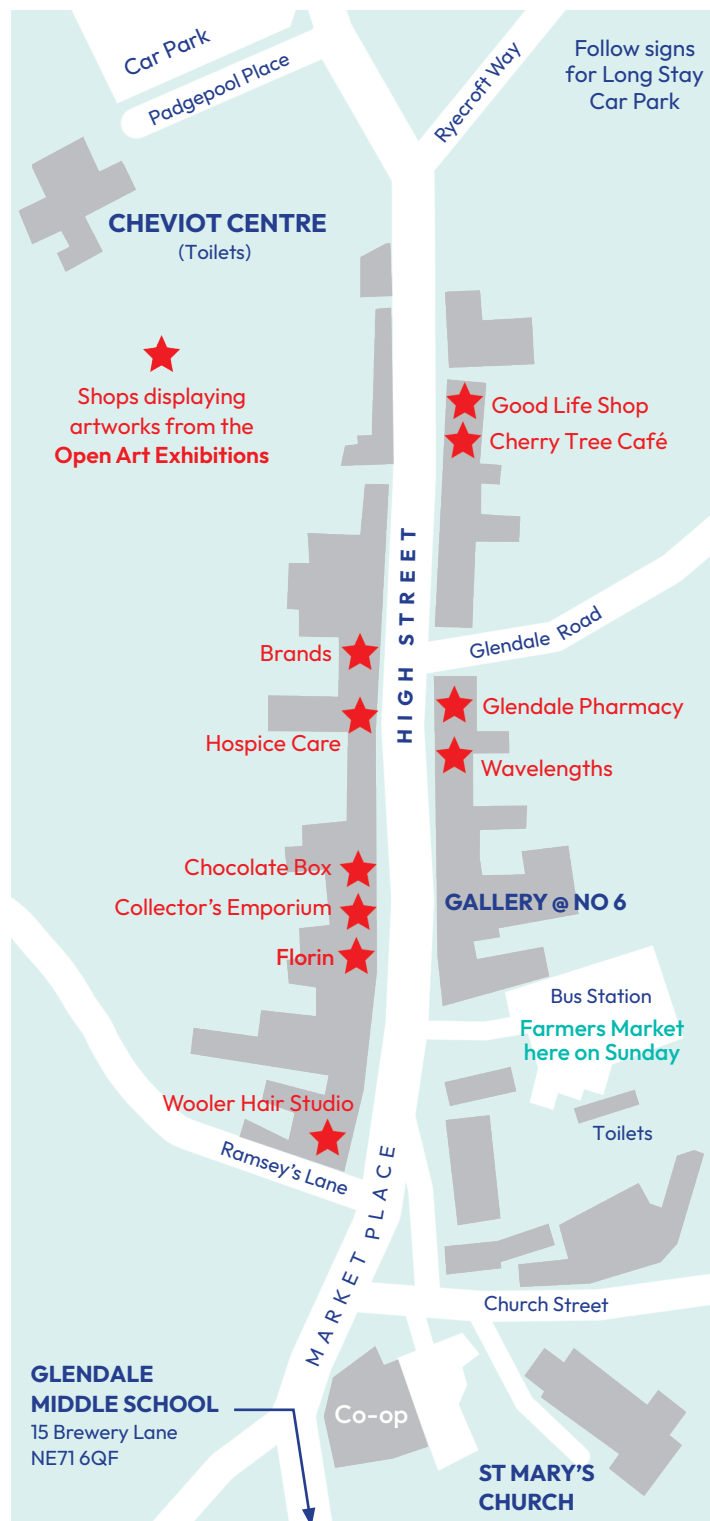 Car Park
Padgepool Place
Ryecroft Way
Follow signs
for Long Stay
Car Park
CHEVIOT CENTRE
(Toilets)
Shops displaying
artworks from the
Open Art Exhibitions
Good Life Shop
Cherry Tree Café
HIGH STREET
Glendale Road
Brands
Hospice Care
Glendale Pharmacy
Wavelengths
Chocolate Box
Collector's Emporium
Florin
GALLERY @ NO 6
Bus Station
Farmers Market
here on Sunday
Wooler Hair Studio
Toilets
Ramsey's Lane
MARKET PLACE
Church Street
GLENDALE
MIDDLE SCHOOL
15 Brewery Lane
NE71 6QF
Co-op
ST MARY'S
CHURCH